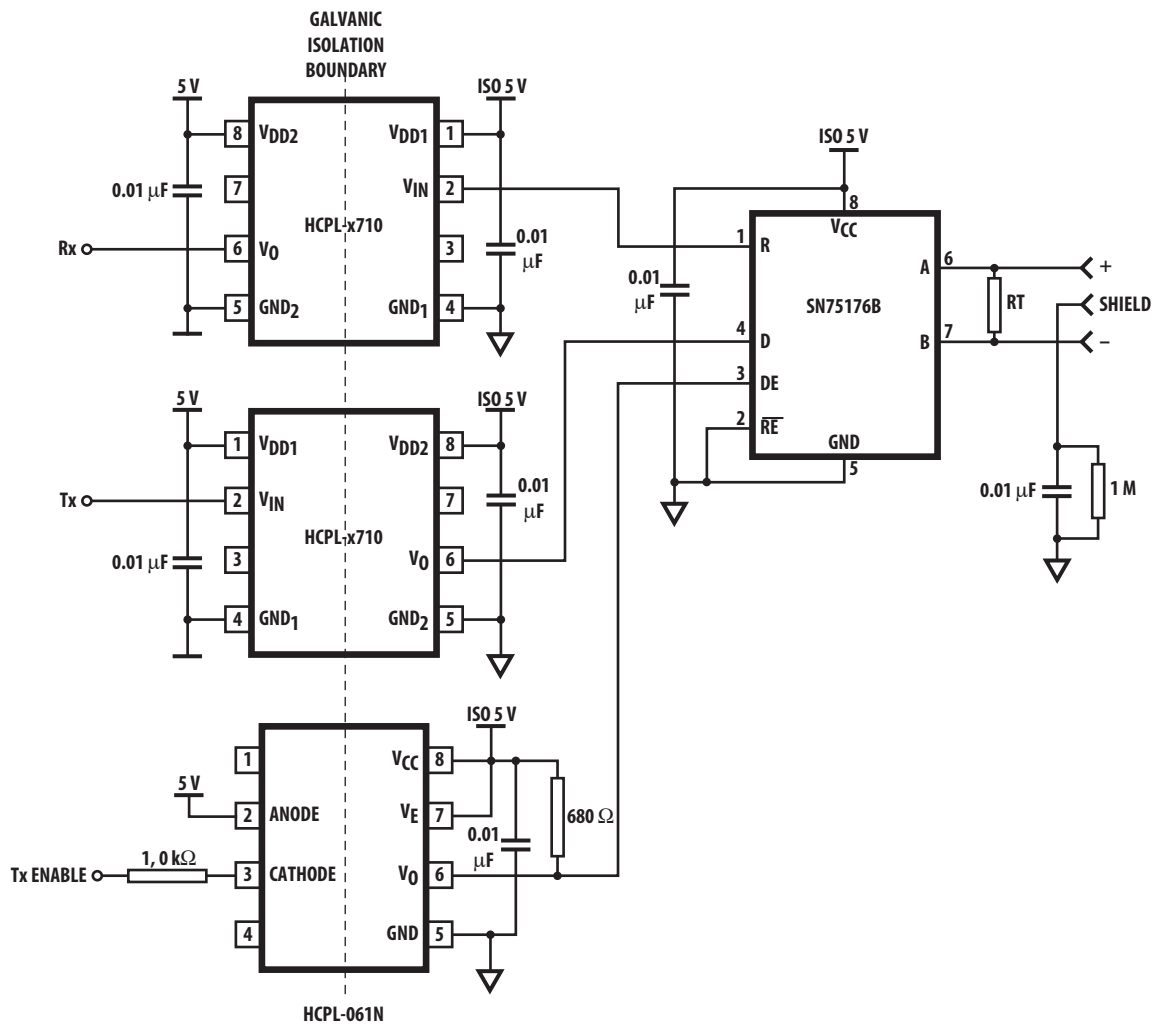 GALVANIC
ISOLATION
BOUNDARY
5 V
ISO 5 V
8 VDD2
VDD1 1
0.01 μF
7
VIN 2
HCPL-x710
Rx
6 VO
3
0.01
μF
5 GND2
GND1 4
5 V
ISO 5 V
1 VDD1
VDD2 8
Tx
2 VIN
7
0.01
μF
HCPL-x710
0.01 μF
3
VO 6
4 GND1
GND2 5
ISO 5 V
1
VCC 8
5 V
2 ANODE
VE 7
0.01
μF
680 Ω
1, 0 kΩ
Tx ENABLE
3 CATHODE
VO 6
4
GND 5
HCPL-061N
ISO 5 V
8
VCC
1
R
0.01
μF
A
6
+
SN75176B
RT
SHIELD
4
D
B
7
–
3
DE
2
RE
GND
5
0.01 μF
1 M